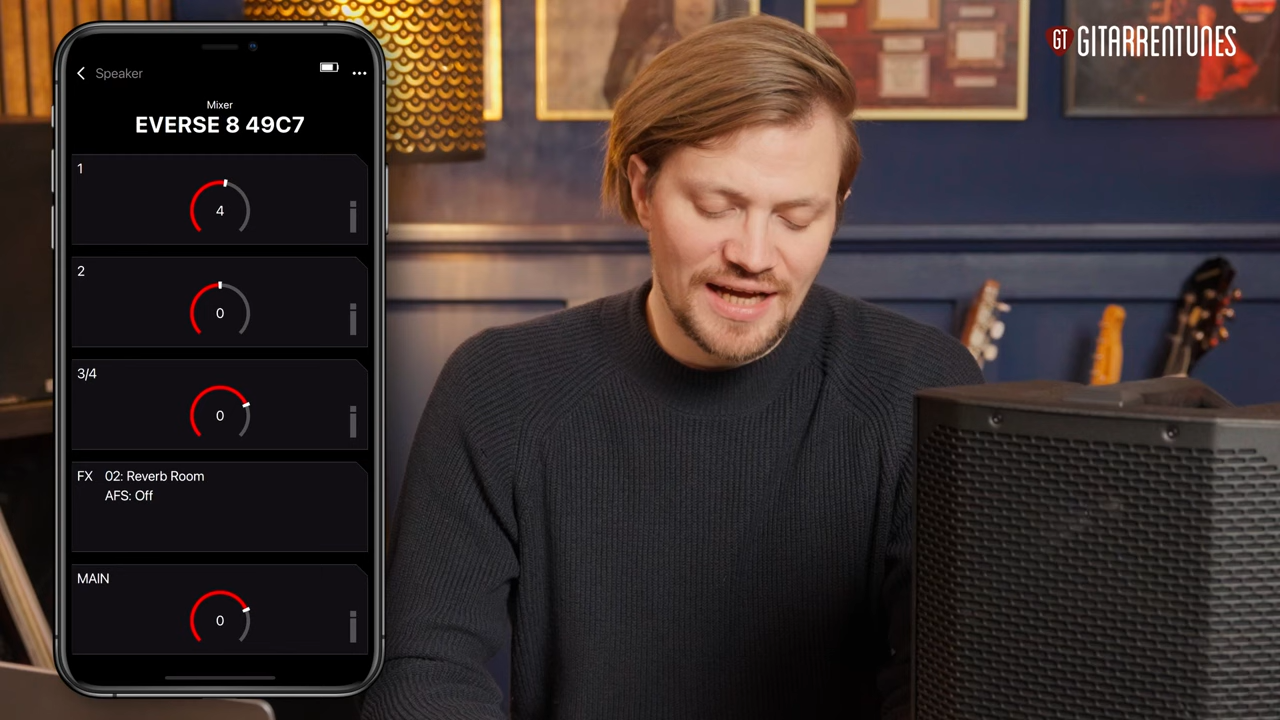 Speaker
Mixer
EVERSE 8 49C7
1
4
2
0
3/4
0
FX 02: Reverb Room
AFS: Off
MAIN
0
GT GITARRENTUNES